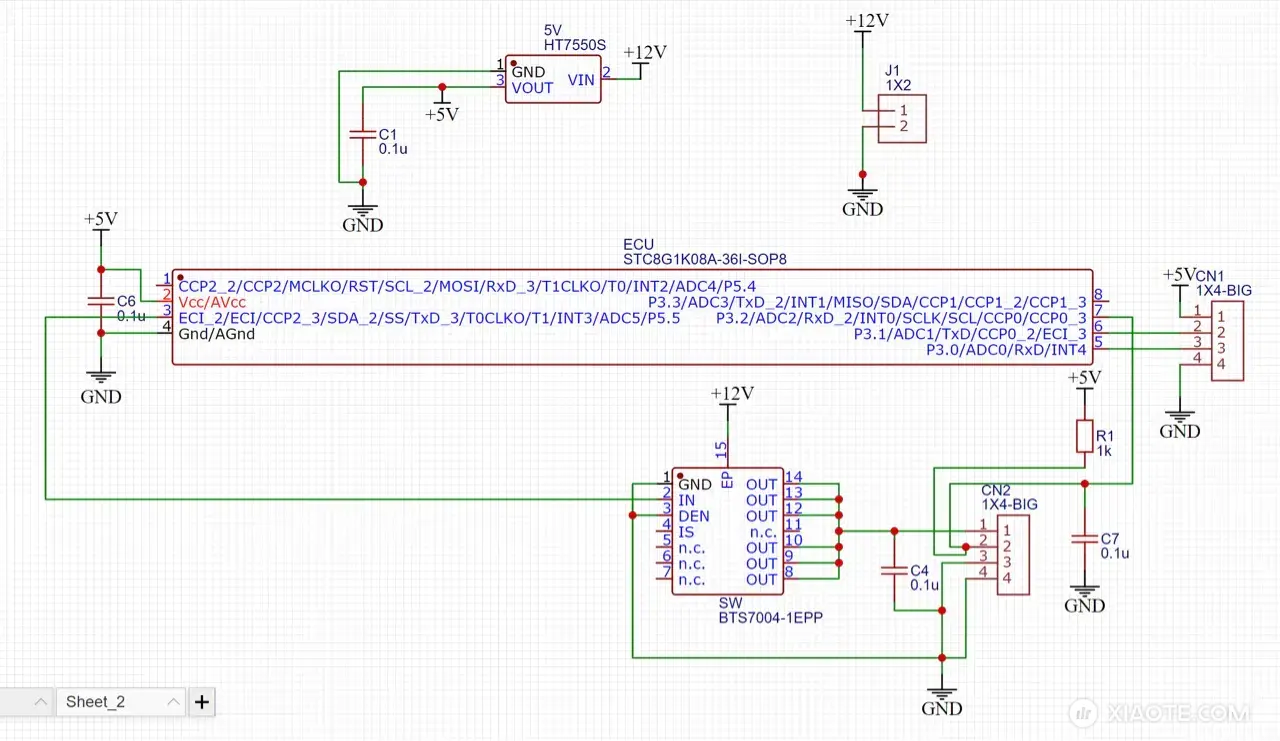 +12V
5V
HT7550S
+12V
1
GND
VIN
2
3
VOUT
+5V
C1
0.1u
GND
J1
1X2
1
2
GND
+5V
ECU
STC8G1K08A-36I-SOP8
1
CCP2_2/CCP2/MCLKO/RST/SCL_2/MOSI/RxD_3/T1CLKO/T0/INT2/ADC4/P5.4
2
Vcc/AVcc
3
ECI_2/ECI/CCP2_3/SDA_2/SS/TxD_3/T0CLKO/T1/INT3/ADC5/P5.5
4
Gnd/AGnd
P3.3/ADC3/TxD_2/INT1/MISO/SDA/CCP1/CCP1_2/CCP1_3
8
P3.2/ADC2/RxD_2/INT0/SCLK/SCL/CCP0/CCP0_3
7
P3.1/ADC1/TxD/CCP0_2/ECI_3
6
P3.0/ADC0/RxD/INT4
5
C6
0.1u
GND
+5V
CN1
1X4-BIG
1
1
2
2
3
3
4
4
GND
+5V
R1
1k
+12V
15
EP
1
GND
2
IN
3
DEN
4
IS
5
n.c.
6
n.c.
7
n.c.
OUT
14
OUT
13
OUT
12
n.c.
11
OUT
10
OUT
9
OUT
8
SW
BTS7004-1EPP
C4
0.1u
CN2
1X4-BIG
1
1
2
2
3
3
4
4
C7
0.1u
GND
GND
Sheet_2
+
XIAOTE.COM